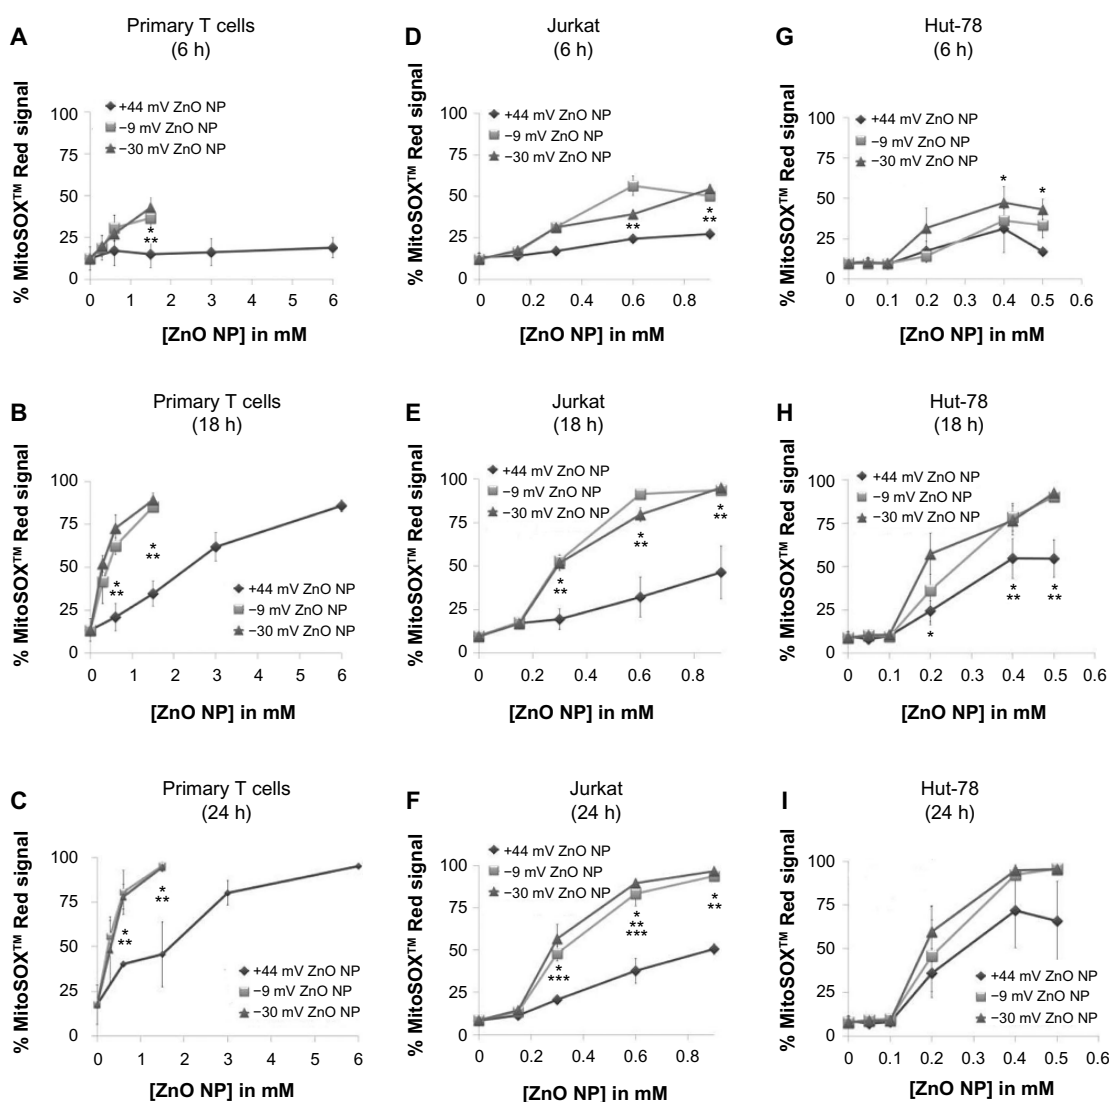 A
Primary T cells
(6 h)
% MitoSOX™ Red signal
100
75
50
25
0
+44 mV ZnO NP
−9 mV ZnO NP
−30 mV ZnO NP
*
**
0 1 2 3 4 5 6
[ZnO NP] in mM
D
Jurkat
(6 h)
% MitoSOX™ Red signal
100
75
50
25
0
+44 mV ZnO NP
−9 mV ZnO NP
−30 mV ZnO NP
**
*
**
0 0.2 0.4 0.6 0.8
[ZnO NP] in mM
G
Hut-78
(6 h)
% MitoSOX™ Red signal
100
75
50
25
0
+44 mV ZnO NP
−9 mV ZnO NP
−30 mV ZnO NP
*
*
0 0.1 0.2 0.3 0.4 0.5 0.6
[ZnO NP] in mM
B
Primary T cells
(18 h)
% MitoSOX™ Red signal
100
75
50
25
0
*
**
*
**
+44 mV ZnO NP
−9 mV ZnO NP
−30 mV ZnO NP
0 1 2 3 4 5 6
[ZnO NP] in mM
E
Jurkat
(18 h)
% MitoSOX™ Red signal
100
75
50
25
0
+44 mV ZnO NP
−9 mV ZnO NP
−30 mV ZnO NP
*
**
*
**
*
**
0 0.2 0.4 0.6 0.8
[ZnO NP] in mM
H
Hut-78
(18 h)
% MitoSOX™ Red signal
100
75
50
25
0
+44 mV ZnO NP
−9 mV ZnO NP
−30 mV ZnO NP
*
*
**
*
**
0 0.1 0.2 0.3 0.4 0.5 0.6
[ZnO NP] in mM
C
Primary T cells
(24 h)
% MitoSOX™ Red signal
100
75
50
25
0
*
**
*
**
+44 mV ZnO NP
−9 mV ZnO NP
−30 mV ZnO NP
0 1 2 3 4 5 6
[ZnO NP] in mM
F
Jurkat
(24 h)
% MitoSOX™ Red signal
100
75
50
25
0
+44 mV ZnO NP
−9 mV ZnO NP
−30 mV ZnO NP
*
***
*
**
***
*
**
0 0.2 0.4 0.6 0.8
[ZnO NP] in mM
I
Hut-78
(24 h)
% MitoSOX™ Red signal
100
75
50
25
0
+44 mV ZnO NP
−9 mV ZnO NP
−30 mV ZnO NP
0 0.1 0.2 0.3 0.4 0.5 0.6
[ZnO NP] in mM